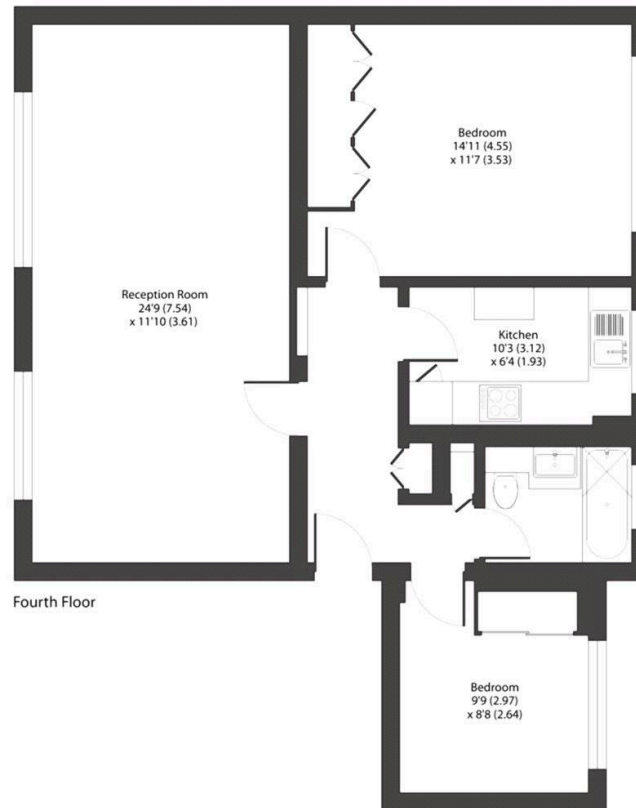 Bedroom
14'11 (4.55)
x 11'7 (3.53)
Reception Room
24'9 (7.54)
x 11'10 (3.61)
Kitchen
10'3 (3.12)
x 6'4 (1.93)
Fourth Floor
Bedroom
9'9 (2.97)
x 8'8 (2.64)